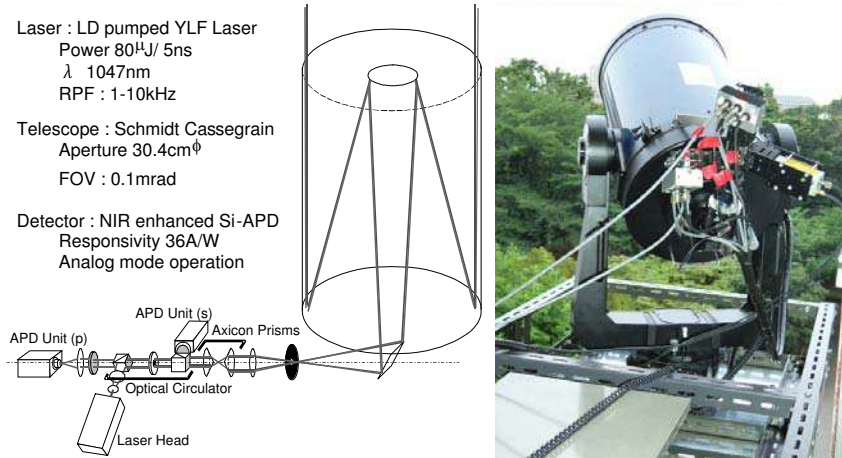 Laser : LD pumped YLF Laser
Power 80μJ/ 5ns
λ 1047nm
RPF : 1-10kHz
Telescope : Schmidt Cassegrain
Aperture 30.4cmϕ
FOV : 0.1mrad
Detector : NIR enhanced Si-APD
Responsivity 36A/W
Analog mode operation
APD Unit (s)
APD Unit (p)
Axicon Prisms
Optical Circulator
Laser Head